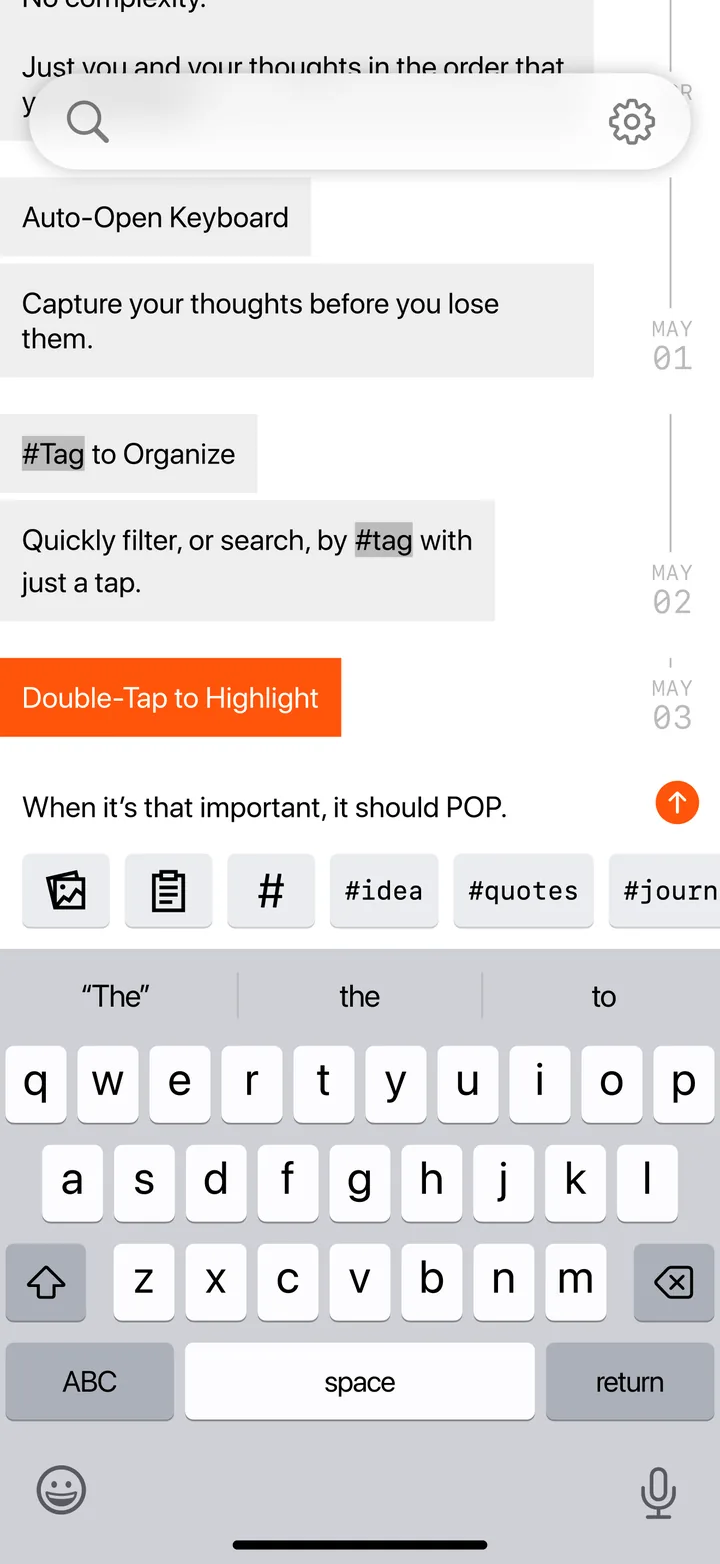 No complexity.
Just you and your thoughts in the order that
y
Auto-Open Keyboard
Capture your thoughts before you lose
them.
MAY
01
#Tag to Organize
Quickly filter, or search, by #tag with
just a tap.
MAY
02
Double-Tap to Highlight
MAY
03
When it’s that important, it should POP.
#
#idea
#quotes
#journ
“The”
the
to
q w e r t y u i o p
a s d f g h j k l
z x c v b n m
ABC
space
return